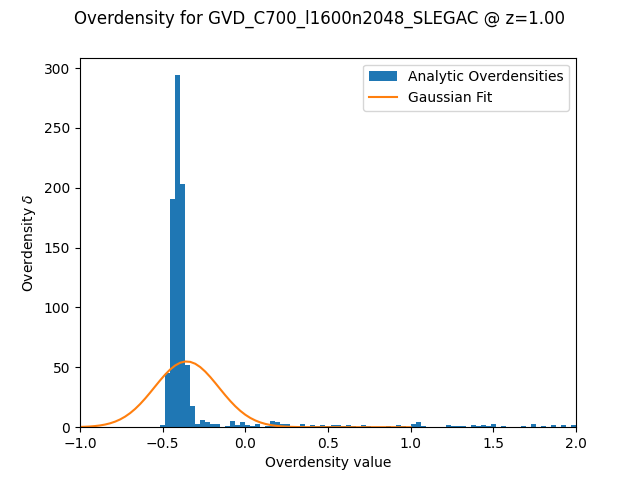 Overdensity for GVD_C700_l1600n2048_SLEGAC @ z=1.00
Analytic Overdensities
Gaussian Fit
Overdensity δ
300
250
200
150
100
50
0
−1.0 −0.5 0.0 0.5 1.0 1.5 2.0
Overdensity value